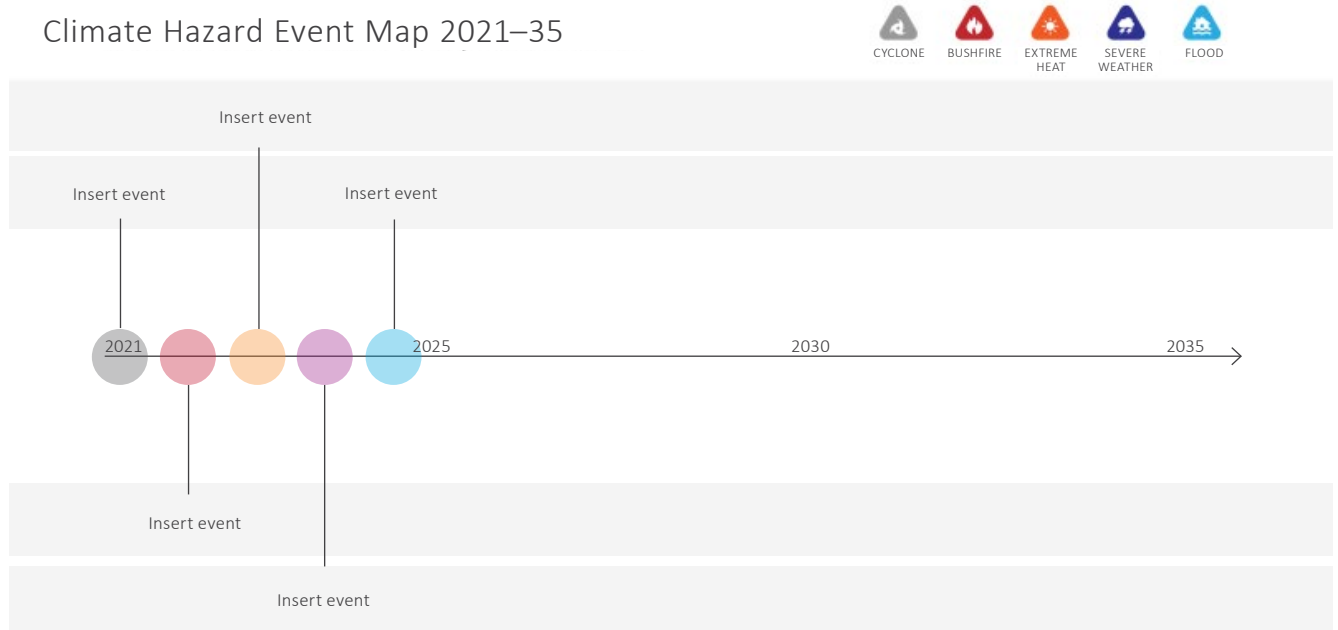 Climate Hazard Event Map 2021–35
CYCLONE
BUSHFIRE
EXTREME
HEAT
SEVERE
WEATHER
FLOOD
Insert event
Insert event
Insert event
2021
2025
2030
2035
Insert event
Insert event